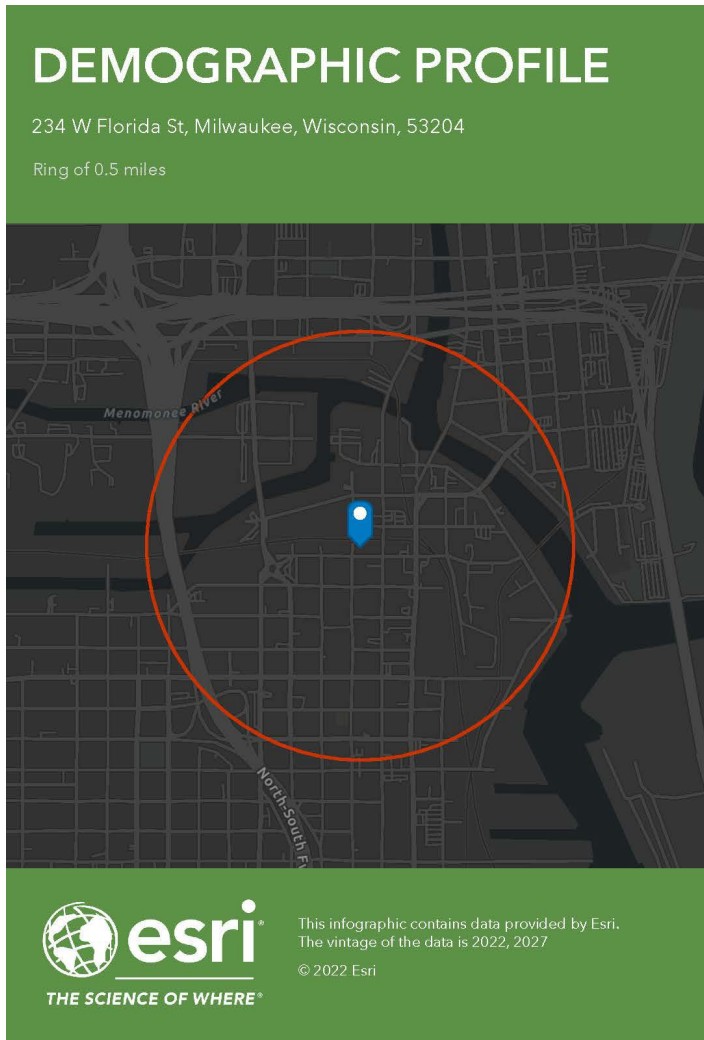 DEMOGRAPHIC PROFILE
234 W Florida St, Milwaukee, Wisconsin, 53204
Ring of 0.5 miles
Menomonee River
North-South Fw
esri®
THE SCIENCE OF WHERE®
This infographic contains data provided by Esri.
The vintage of the data is 2022, 2027
© 2022 Esri